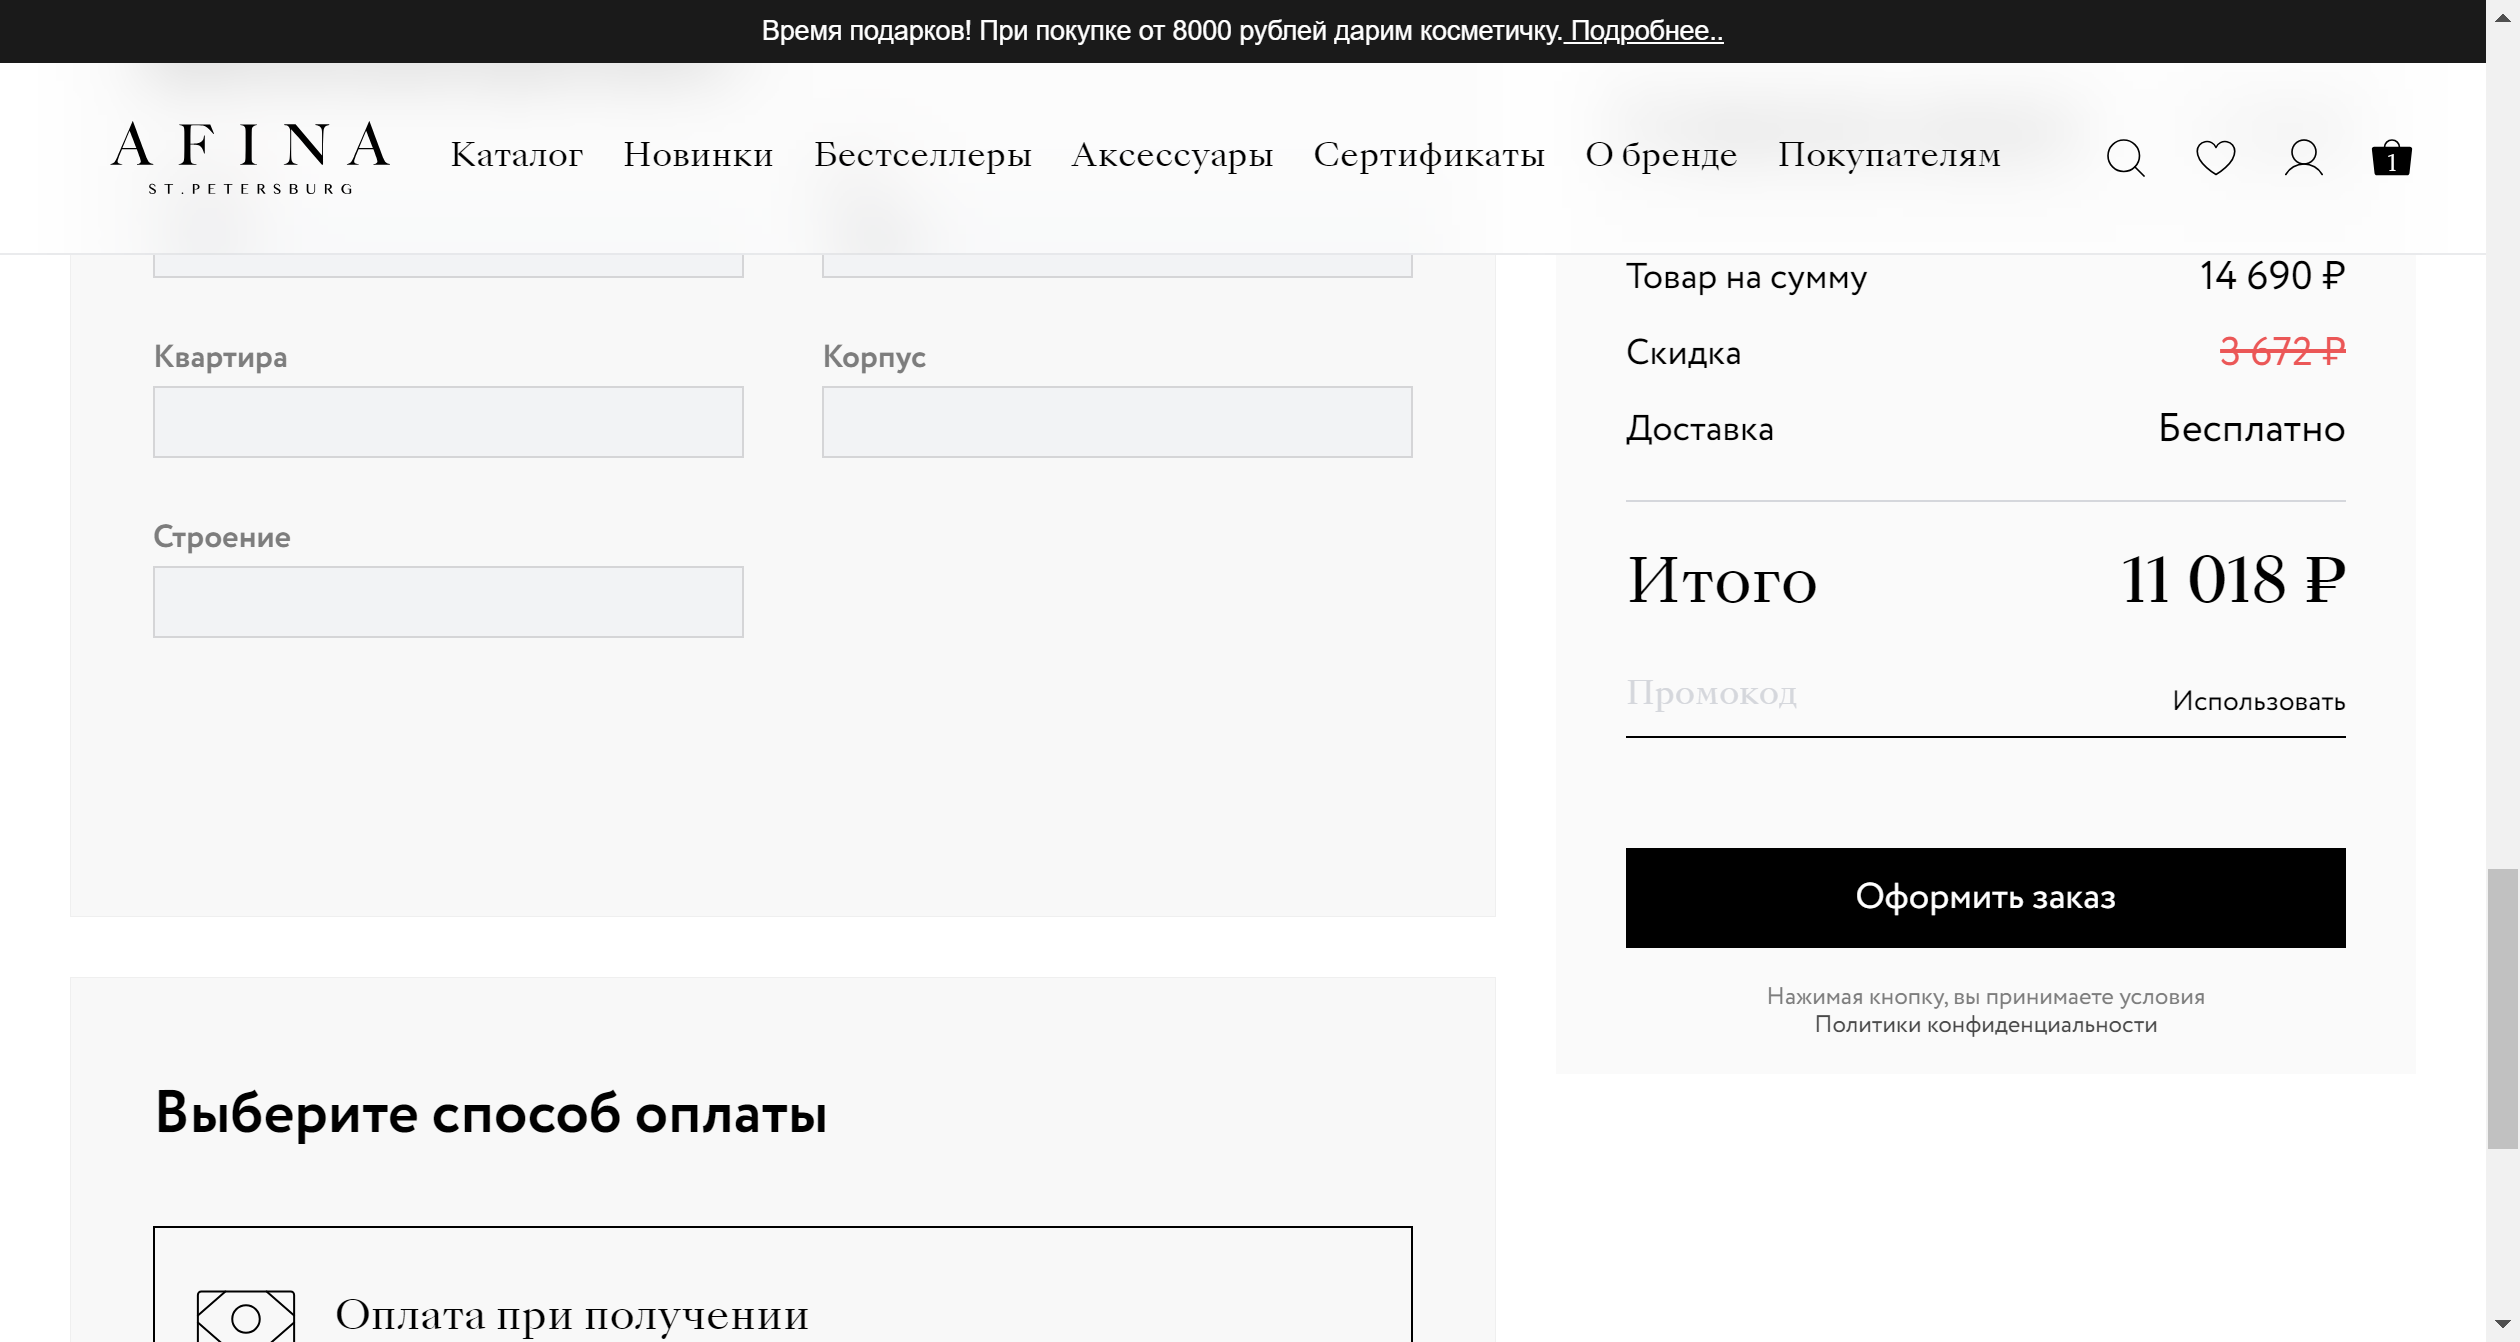 Время подарков! При покупке от 8000 рублей дарим косметичку. Подробнее..
AFINA
ST.PETERSBURG
Каталог Новинки Бестселлеры Аксессуары Сертификаты О бренде Покупателям
1
Квартира
Корпус
Строение
Выберите способ оплаты
Оплата при получении
Товар на сумму 14 690 ₽
Скидка 3 672 ₽
Доставка Бесплатно
Итого 11 018 ₽
Промокод Использовать
Оформить заказ
Нажимая кнопку, вы принимаете условия
Политики конфиденциальности